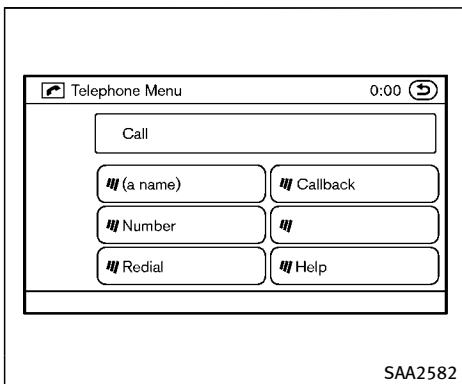 Telephone Menu 0:00
Call
(a name) Callback
Number
Redial Help
SAA2582